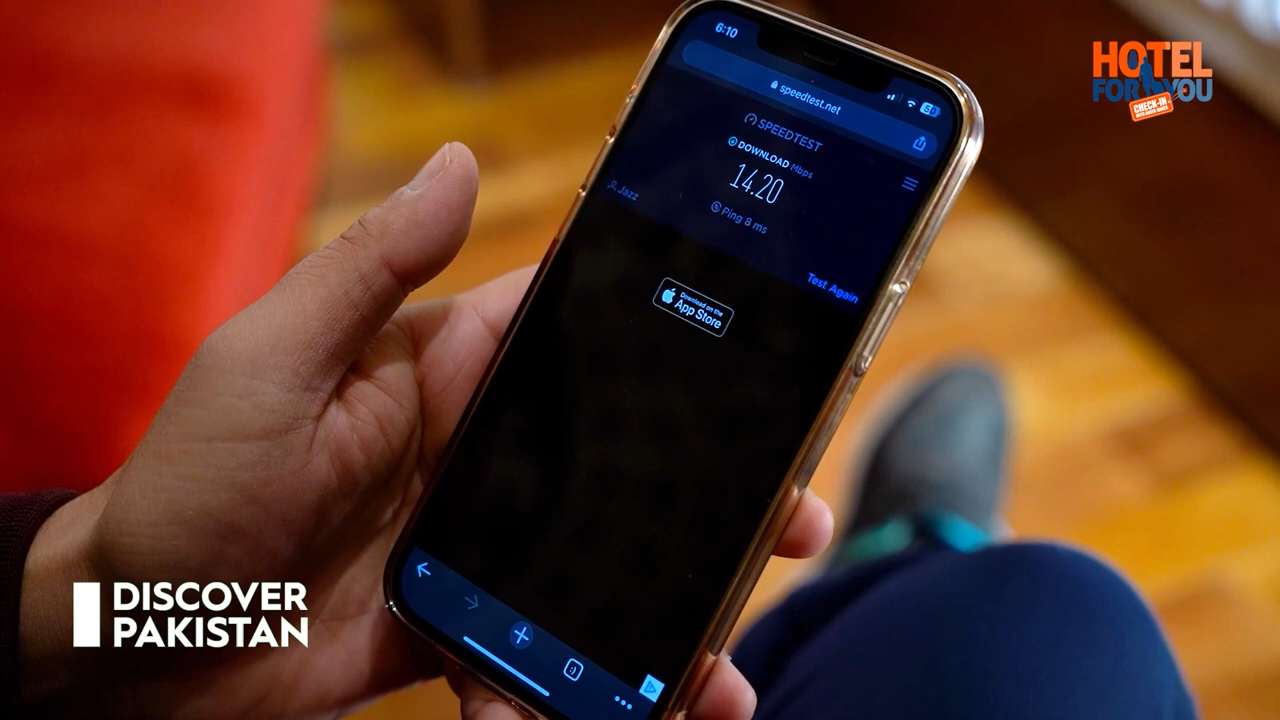 6:10
50
speedtest.net
SPEEDTEST
DOWNLOAD Mbps
14.20
Jazz
Ping 8 ms
Test Again
Download on the
App Store
:)
HOTEL
FOR YOU
CHECK-IN
DISCOVER
PAKISTAN